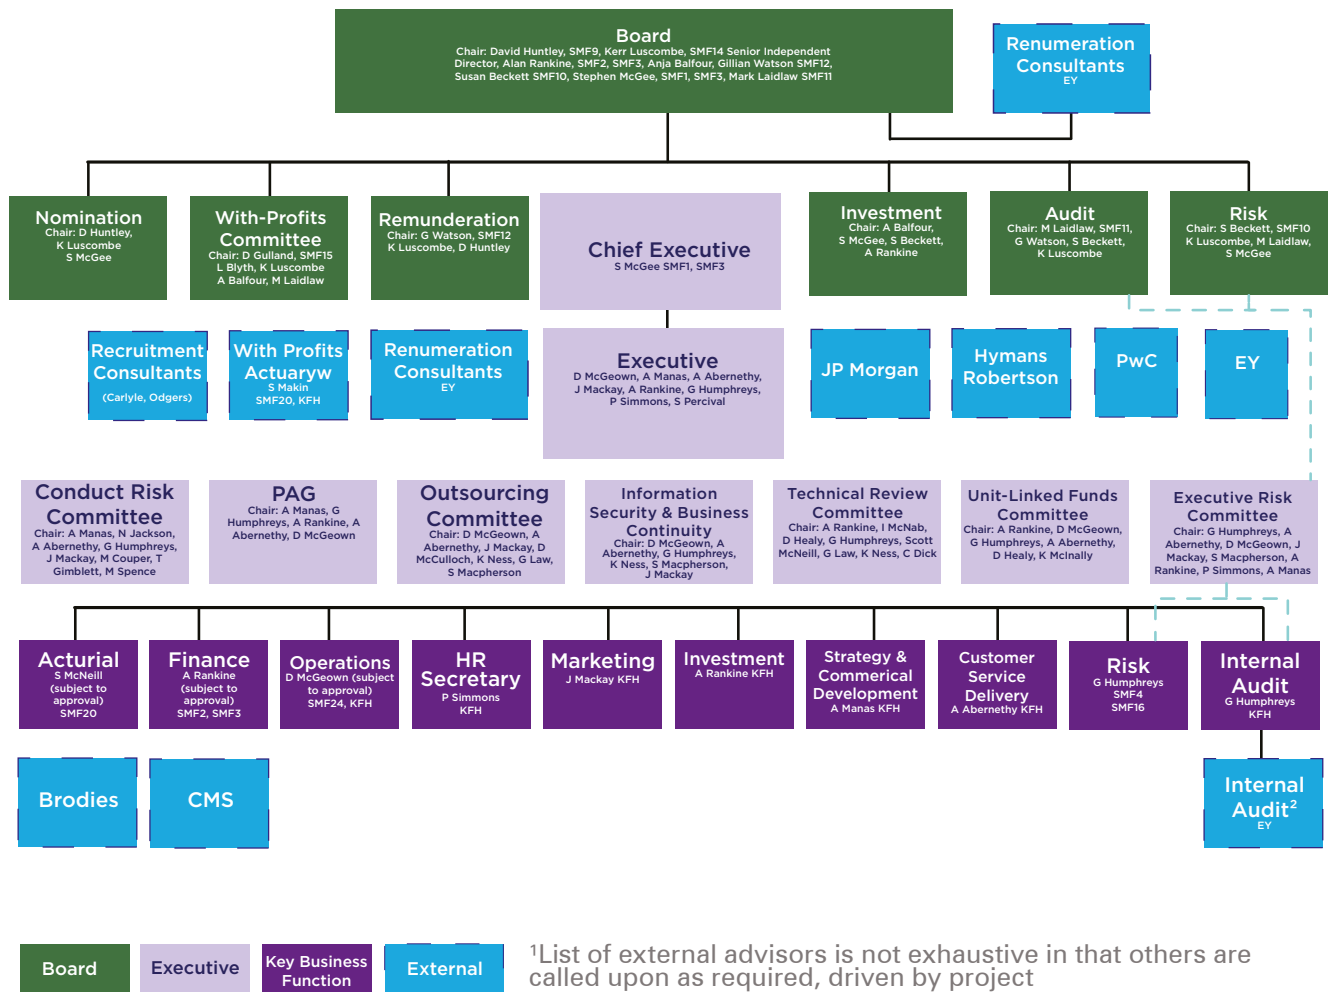 Board
Chair: David Huntley, SMF9, Kerr Luscombe, SMF14 Senior Independent
Director, Alan Rankine, SMF2, SMF3, Anja Balfour, Gillian Watson SMF12,
Susan Beckett SMF10, Stephen McGee, SMF1, SMF3, Mark Laidlaw SMF11
Renumeration
Consultants
EY
Nomination
Chair: D Huntley,
K Luscombe
S McGee
With-Profits
Committee
Chair: D Gulland, SMF15
L Blyth, K Luscombe
A Balfour, M Laidlaw
Remunderation
Chair: G Watson, SMF12
K Luscombe, D Huntley
Chief Executive
S McGee SMF1, SMF3
Investment
Chair: A Balfour,
S McGee, S Beckett,
A Rankine
Audit
Chair: M Laidlaw, SMF11,
G Watson, S Beckett,
K Luscombe
Risk
Chair: S Beckett, SMF10
K Luscombe, M Laidlaw,
S McGee
Recruitment
Consultants
(Carlyle, Odgers)
With Profits
Actuaryw
S Makin
SMF20, KFH
Renumeration
Consultants
EY
Executive
D McGeown, A Manas, A Abernethy,
J Mackay, A Rankine, G Humphreys,
P Simmons, S Percival
JP Morgan
Hymans
Robertson
PwC
EY
Conduct Risk
Committee
Chair: A Manas, N Jackson,
A Abernethy, G Humphreys,
J Mackay, M Couper, T
Gimblett, M Spence
PAG
Chair: A Manas, G
Humphreys, A Rankine, A
Abernethy, D McGeown
Outsourcing
Committee
Chair: D McGeown, A
Abernethy, J Mackay, D
McCulloch, K Ness, G Law,
S Macpherson
Information
Security & Business
Continuity
Chair: D McGeown, A
Abernethy, G Humphreys,
K Ness, S Macpherson,
J Mackay
Technical Review
Committee
Chair: A Rankine, I McNab,
D Healy, G Humphreys, Scott
McNeill, G Law, K Ness, C Dick
Unit-Linked Funds
Committee
Chair: A Rankine, D McGeown,
G Humphreys, A Abernethy,
D Healy, K McInally
Executive Risk
Committee
Chair: G Humphreys, A
Abernethy, D McGeown, J
Mackay, S Macpherson, A
Rankine, P Simmons, A Manas
Acturial
S McNeill
(subject to
approval)
SMF20
Finance
A Rankine
(subject to
approval)
SMF2, SMF3
Operations
D McGeown (subject
to approval)
SMF24, KFH
HR
Secretary
P Simmons
KFH
Marketing
J Mackay KFH
Investment
A Rankine KFH
Strategy &
Commerical
Development
A Manas KFH
Customer
Service
Delivery
A Abernethy KFH
Risk
G Humphreys
SMF4
SMF16
Internal
Audit
G Humphreys
KFH
Brodies
CMS
Internal
Audit²
EY
Board
Executive
Key Business
Function
External
¹List of external advisors is not exhaustive in that others are
called upon as required, driven by project